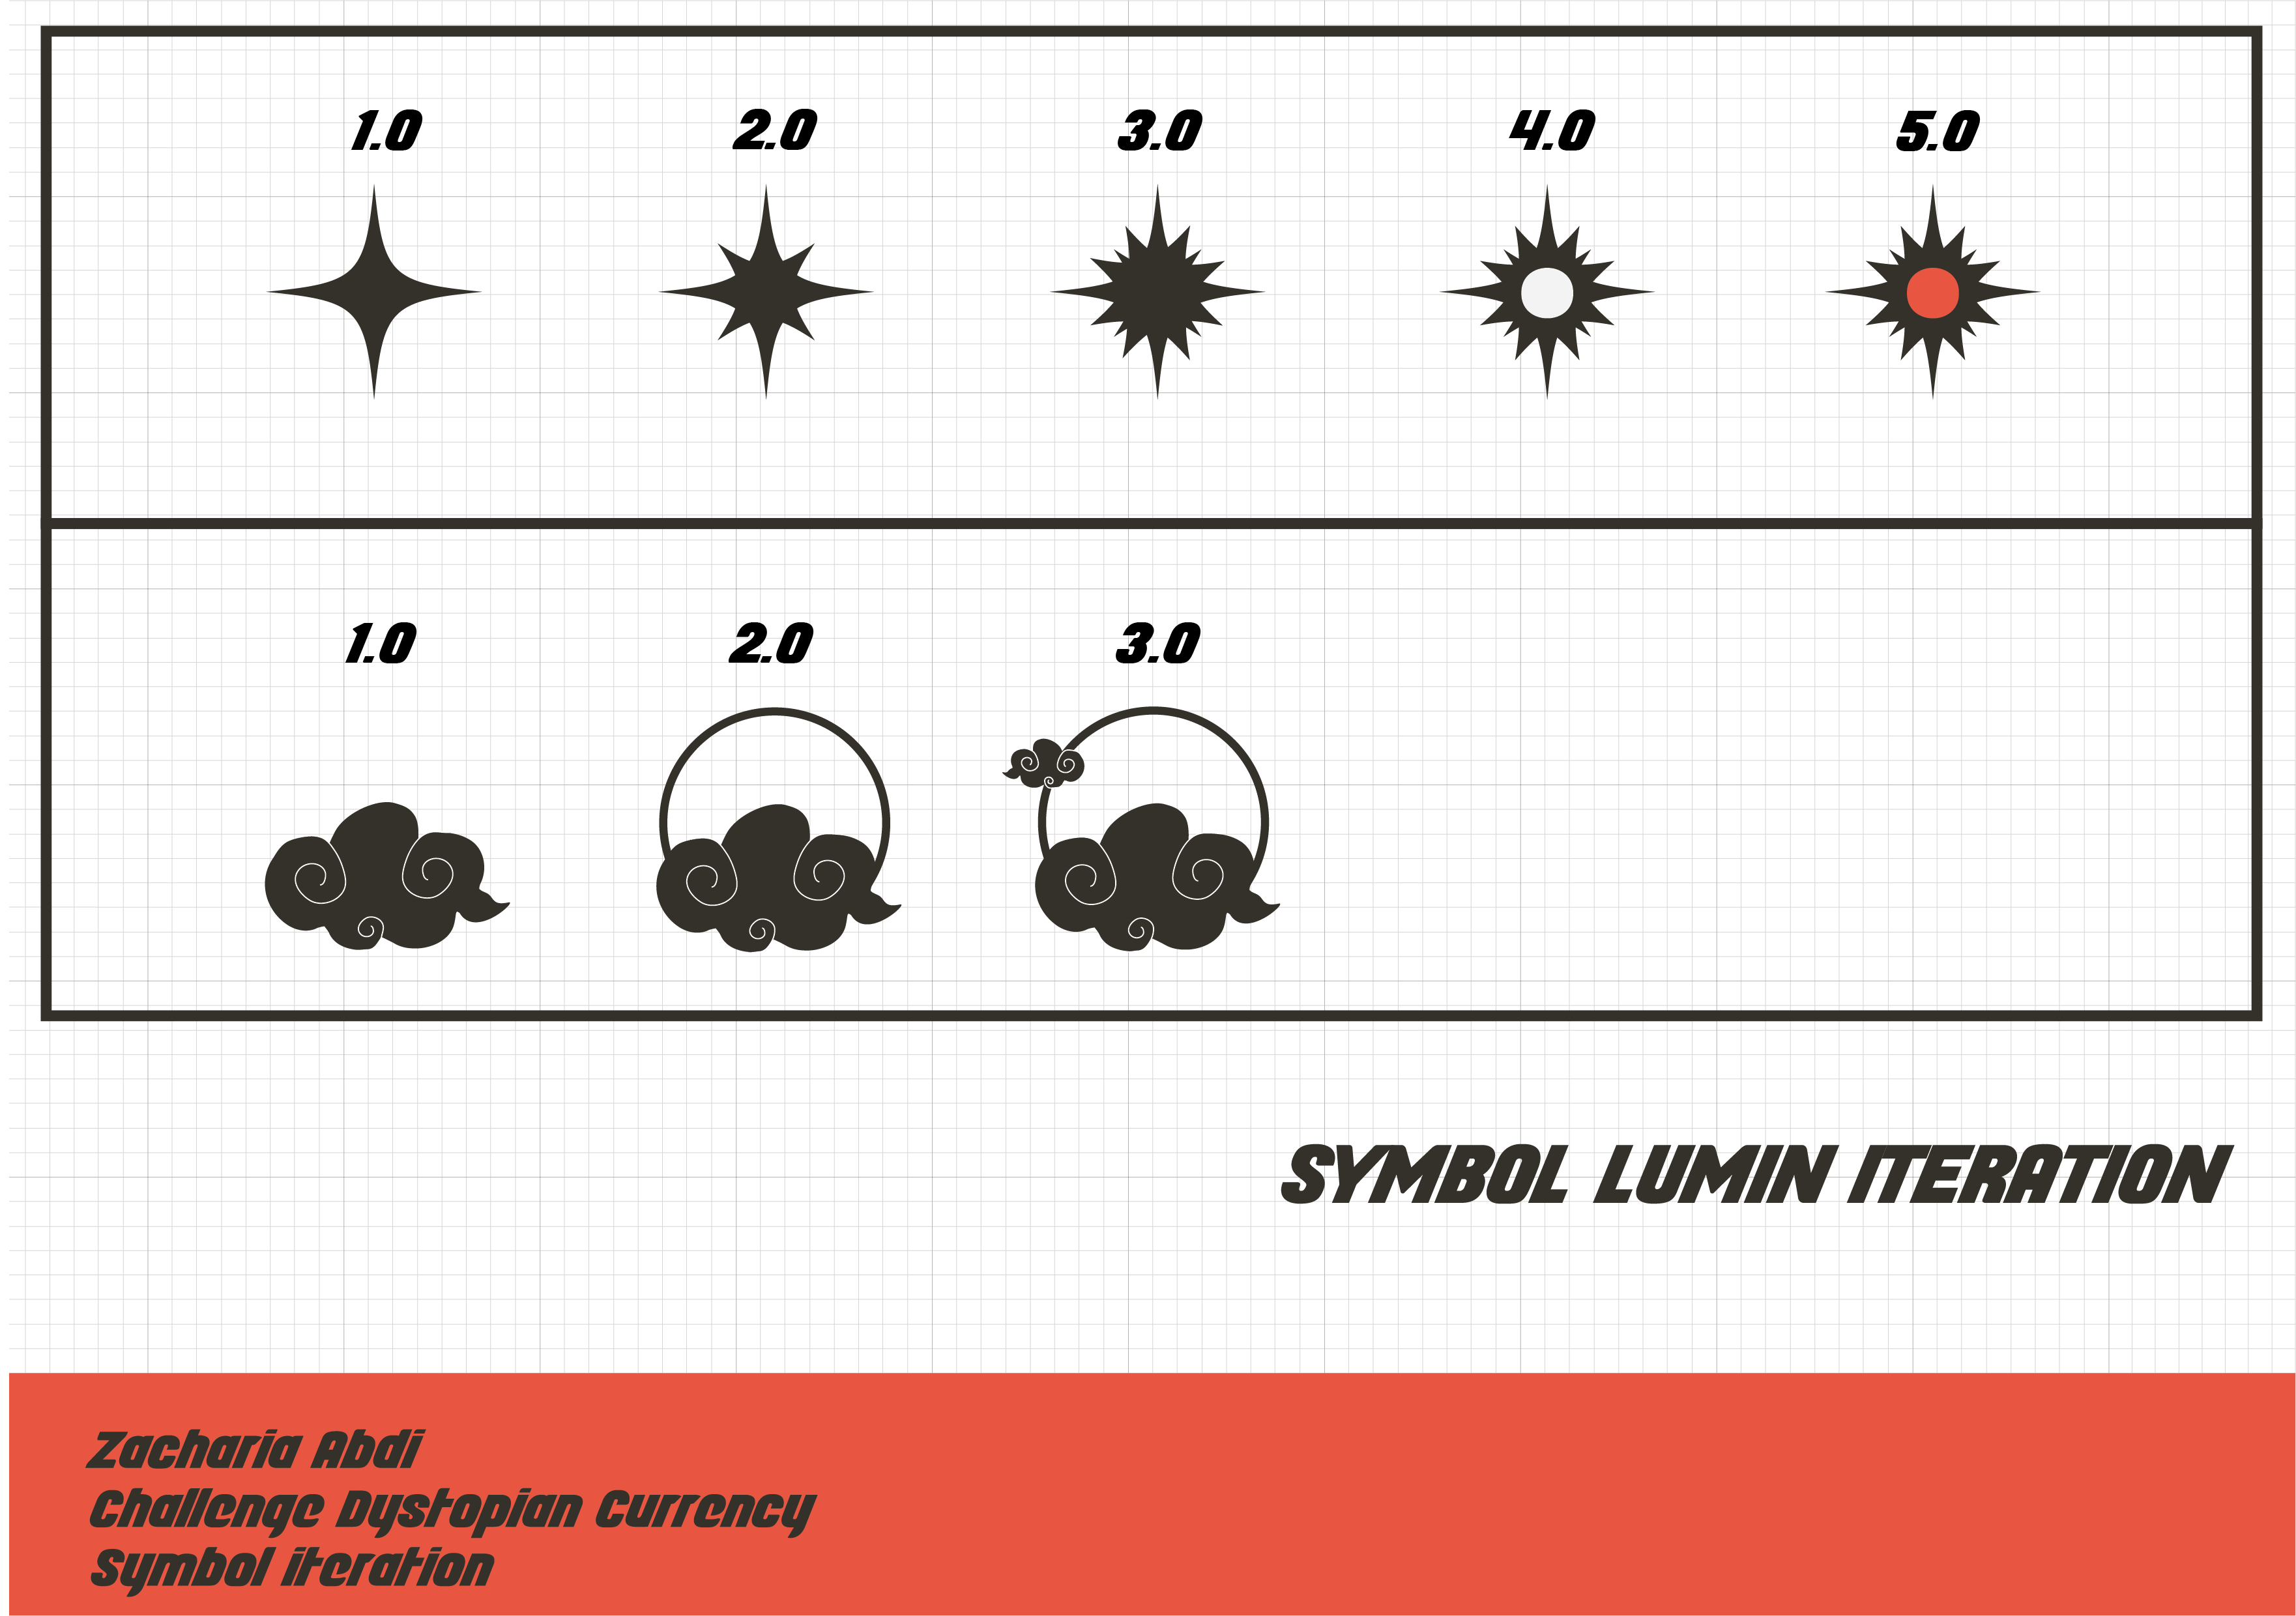 1.0 2.0 3.0 4.0 5.0
1.0 2.0 3.0
SYMBOL LUMIN ITERATION
Zacharia Abdi
Challenge Dystopian Currency
Symbol iteration